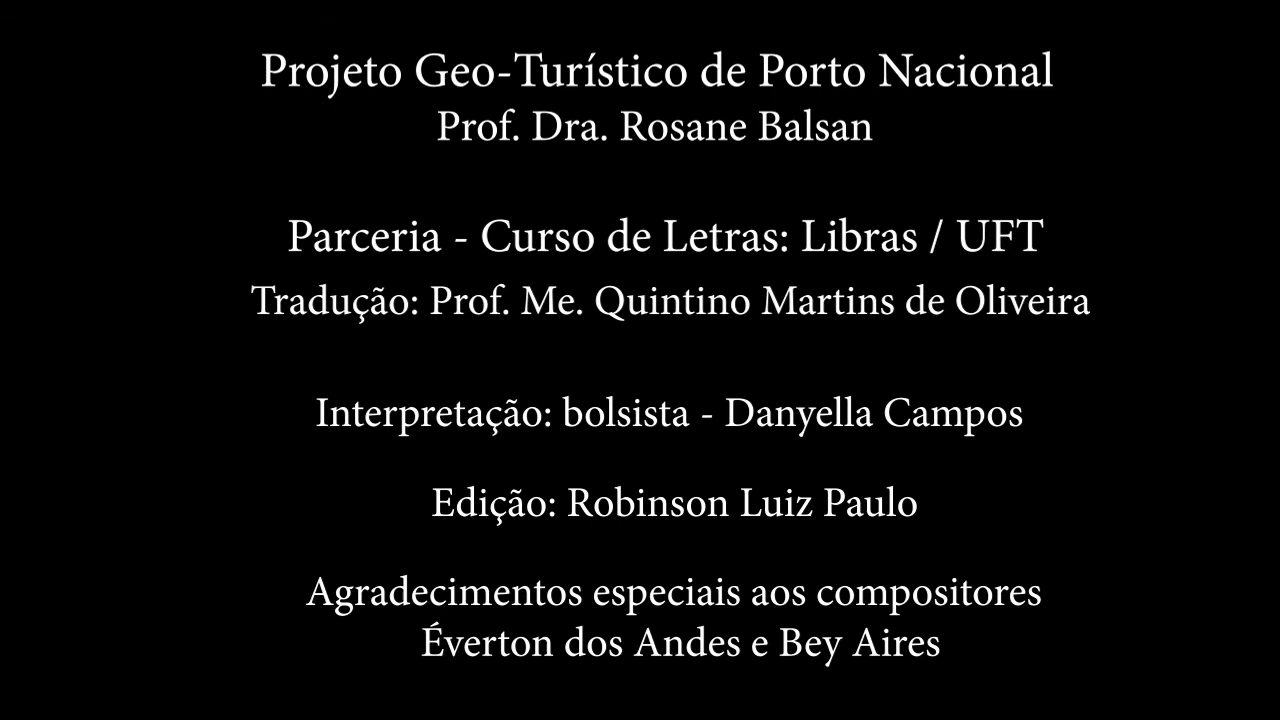 Projeto Geo-Turístico de Porto Nacional
Prof. Dra. Rosane Balsan
Parceria - Curso de Letras: Libras / UFT
Tradução: Prof. Me. Quintino Martins de Oliveira
Interpretação: bolsista - Danyella Campos
Edição: Robinson Luiz Paulo
Agradecimentos especiais aos compositores
Éverton dos Andes e Bey Aires